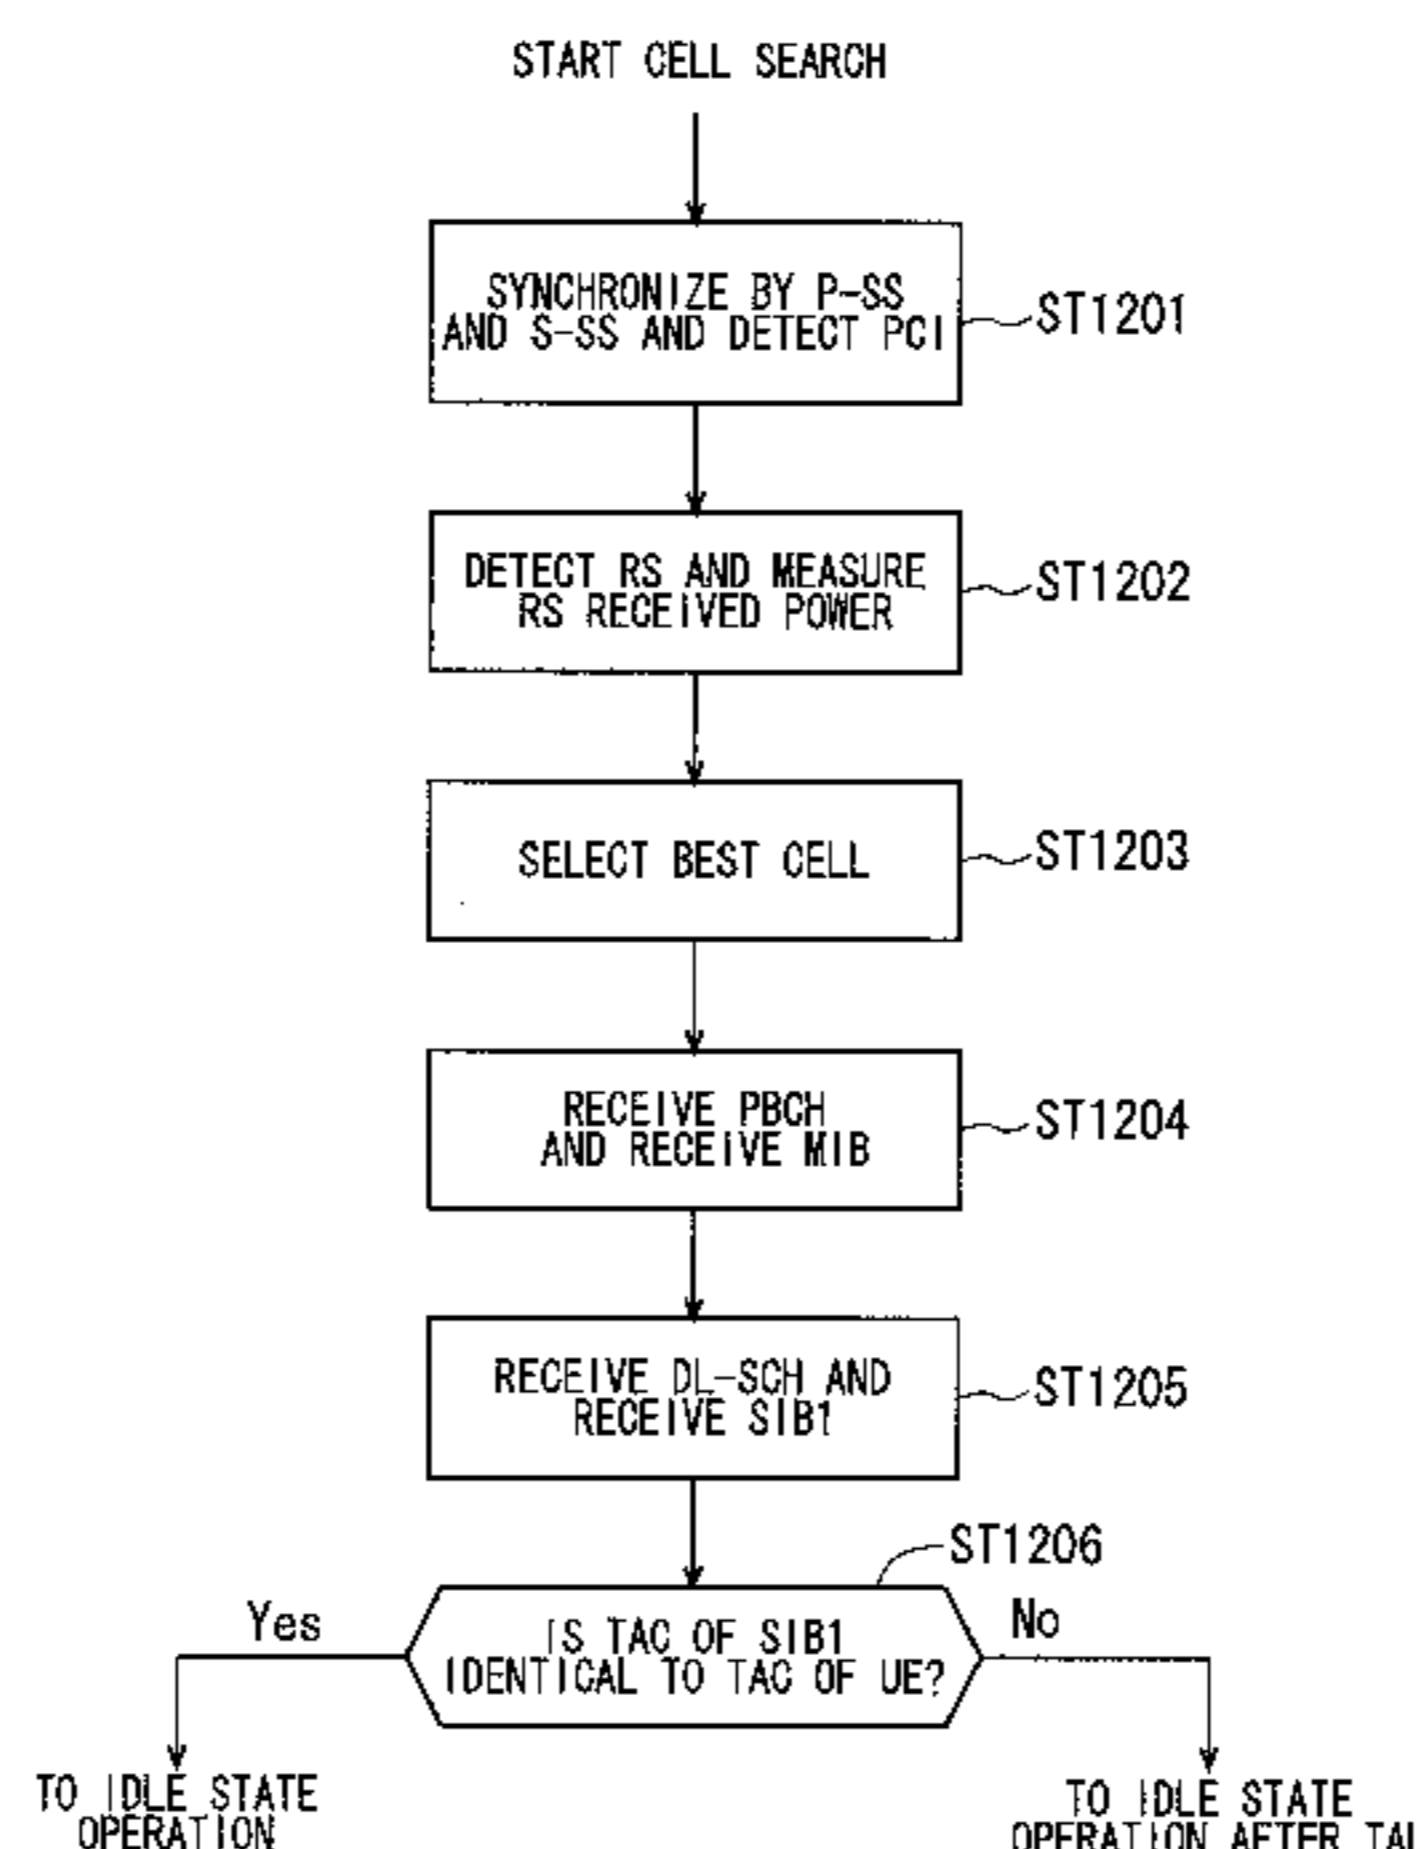 START CELL SEARCH
SYNCHRONIZE BY P-SS
AND S-SS AND DETECT PCI
ST1201
DETECT RS AND MEASURE
RS RECEIVED POWER
ST1202
SELECT BEST CELL
ST1203
RECEIVE PBCH
AND RECEIVE MIB
ST1204
RECEIVE DL-SCH AND
RECEIVE SIB1
ST1205
ST1206
Yes
IS TAC OF SIB1
IDENTICAL TO TAC OF UE?
No
TO IDLE STATE
OPERATION
TO IDLE STATE
OPERATION AFTER